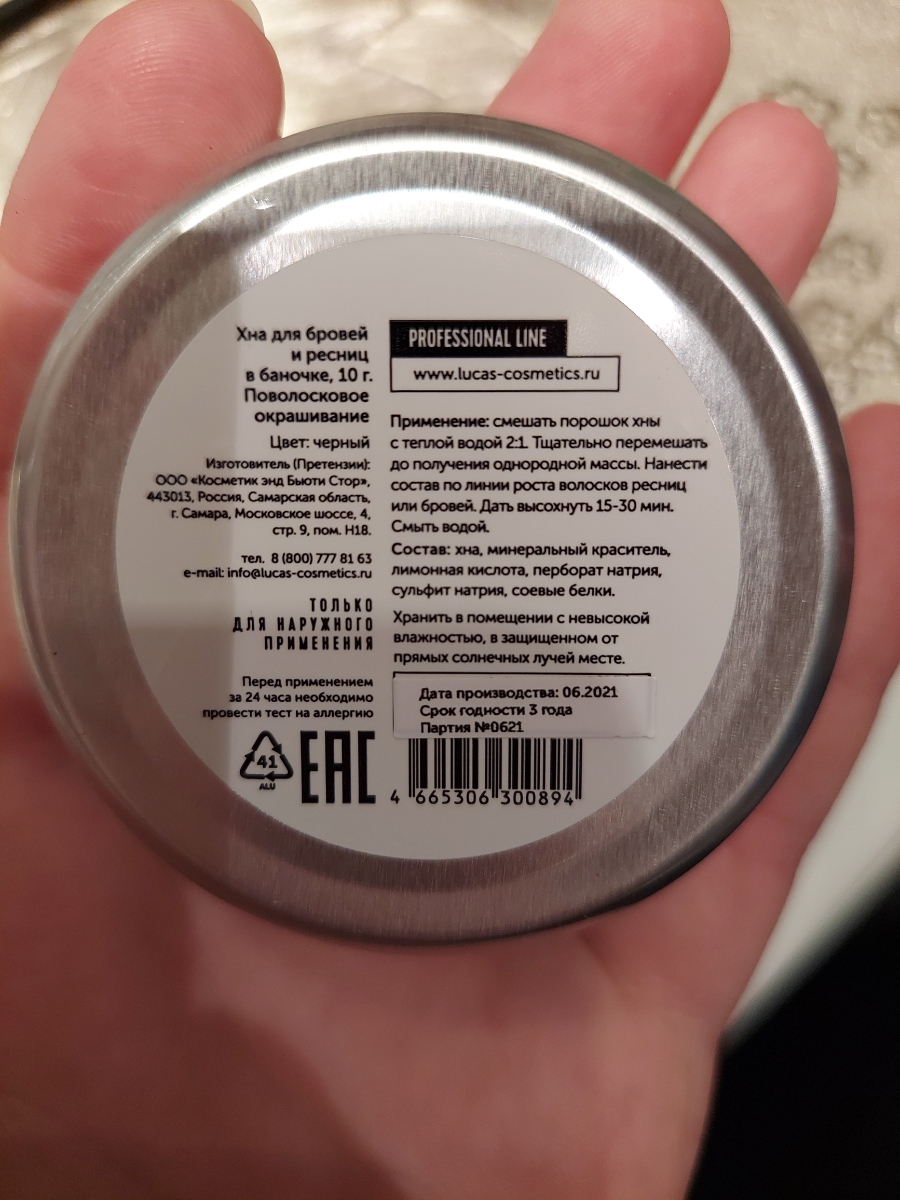 Хна для бровей
и ресниц
в баночке, 10 г.
Поволосковое
окрашивание
Цвет: черный
Изготовитель (Претензии):
ООО «Косметик энд Бьюти Стор»,
443013, Россия, Самарская область,
г. Самара, Московское шоссе, 4,
стр. 9, пом. Н18.
тел. 8 (800) 777 81 63
e-mail: info@lucas-cosmetics.ru
ТОЛЬКО
ДЛЯ НАРУЖНОГО
ПРИМЕНЕНИЯ
Перед применением
за 24 часа необходимо
провести тест на аллергию
41
ALU
EAC
PROFESSIONAL LINE
www.lucas-cosmetics.ru
Применение: смешать порошок хны
с теплой водой 2:1. Тщательно перемешать
до получения однородной массы. Нанести
состав по линии роста волосков ресниц
или бровей. Дать высохнуть 15-30 мин.
Смыть водой.
Состав: хна, минеральный краситель,
лимонная кислота, перборат натрия,
сульфит натрия, соевые белки.
Хранить в помещении с невысокой
влажностью, в защищенном от
прямых солнечных лучей месте.
Дата производства: 06.2021
Срок годности 3 года
Партия №0621
4 665306 300894